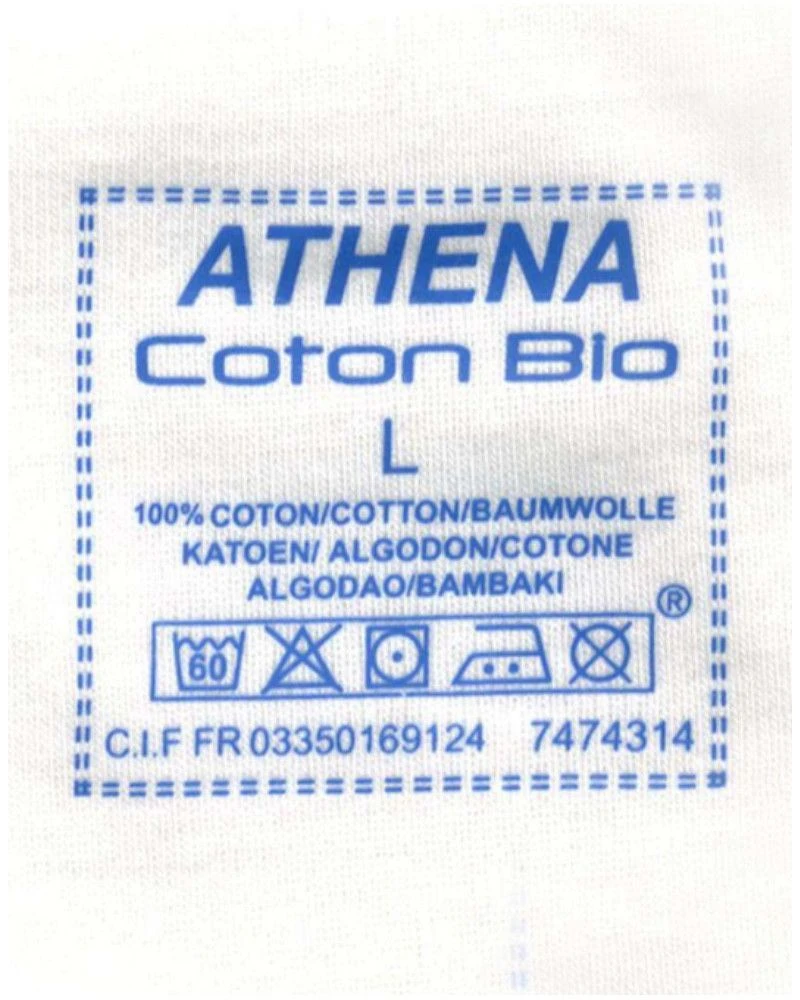 ATHENA
Coton Bio
L
100% COTON/COTTON/BAUMWOLLE
KATOEN/ ALGODON/COTONE
ALGODAO/BAMBAKI
®
60
C.I.F FR 03350169124 7474314